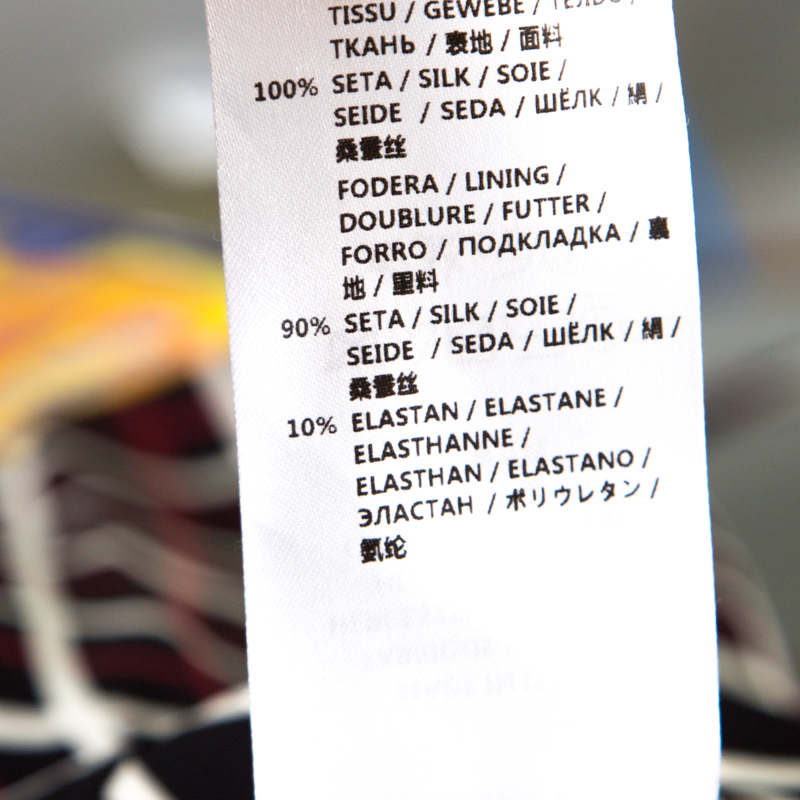 TISSU / GEWEBE / TEJIDO /
ТКАНЬ / 裏地 / 面料
100% SETA / SILK / SOIE /
SEIDE / SEDA / ШЁЛК / 絹 /
桑蚕丝
FODERA / LINING /
DOUBLURE / FUTTER /
FORRO / ПОДКЛАДКА / 裏
地 / 里料
90% SETA / SILK / SOIE /
SEIDE / SEDA / ШЁЛК / 絹 /
桑蚕丝
10% ELASTAN / ELASTANE /
ELASTHANNE /
ELASTHAN / ELASTANO /
ЭЛАСТАН / ポリウレタン /
氨纶